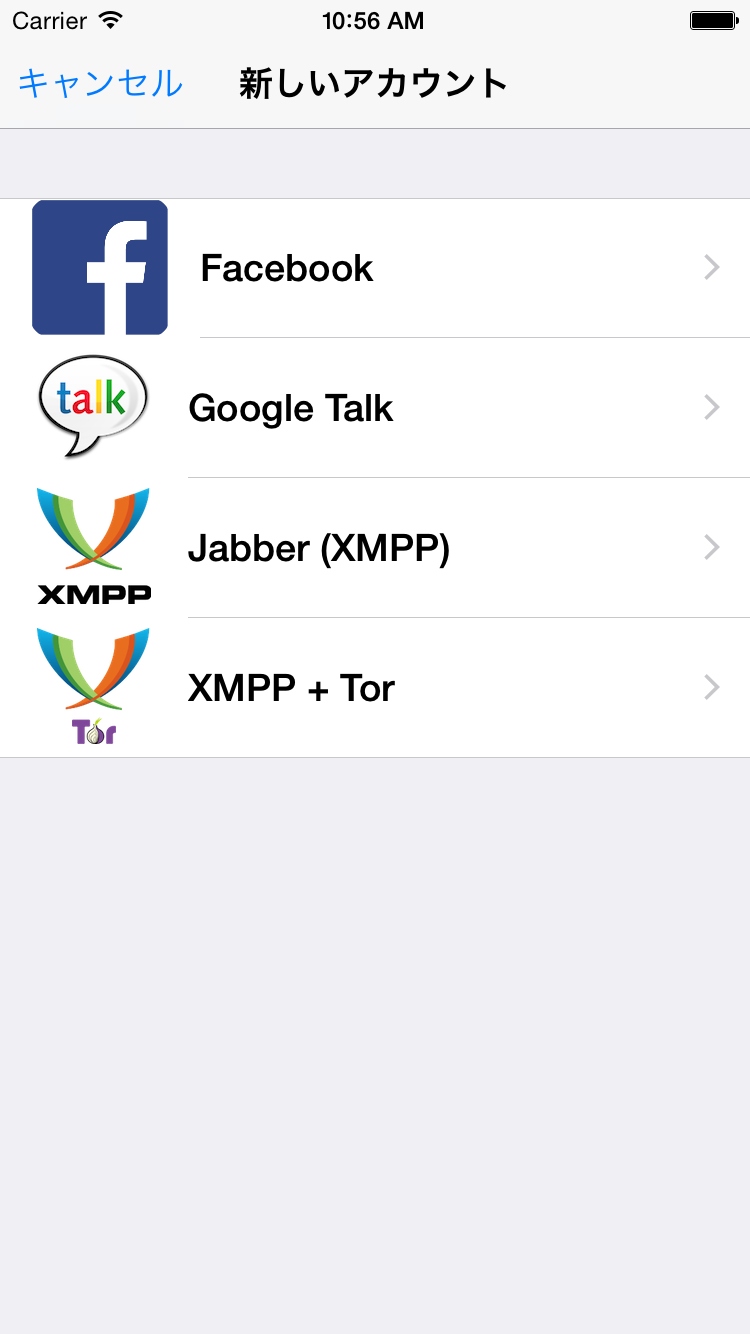 Carrier 10:56 AM
キャンセル 新しいアカウント
Facebook
talk
Google Talk
XMPP
Jabber (XMPP)
Tor
XMPP + Tor